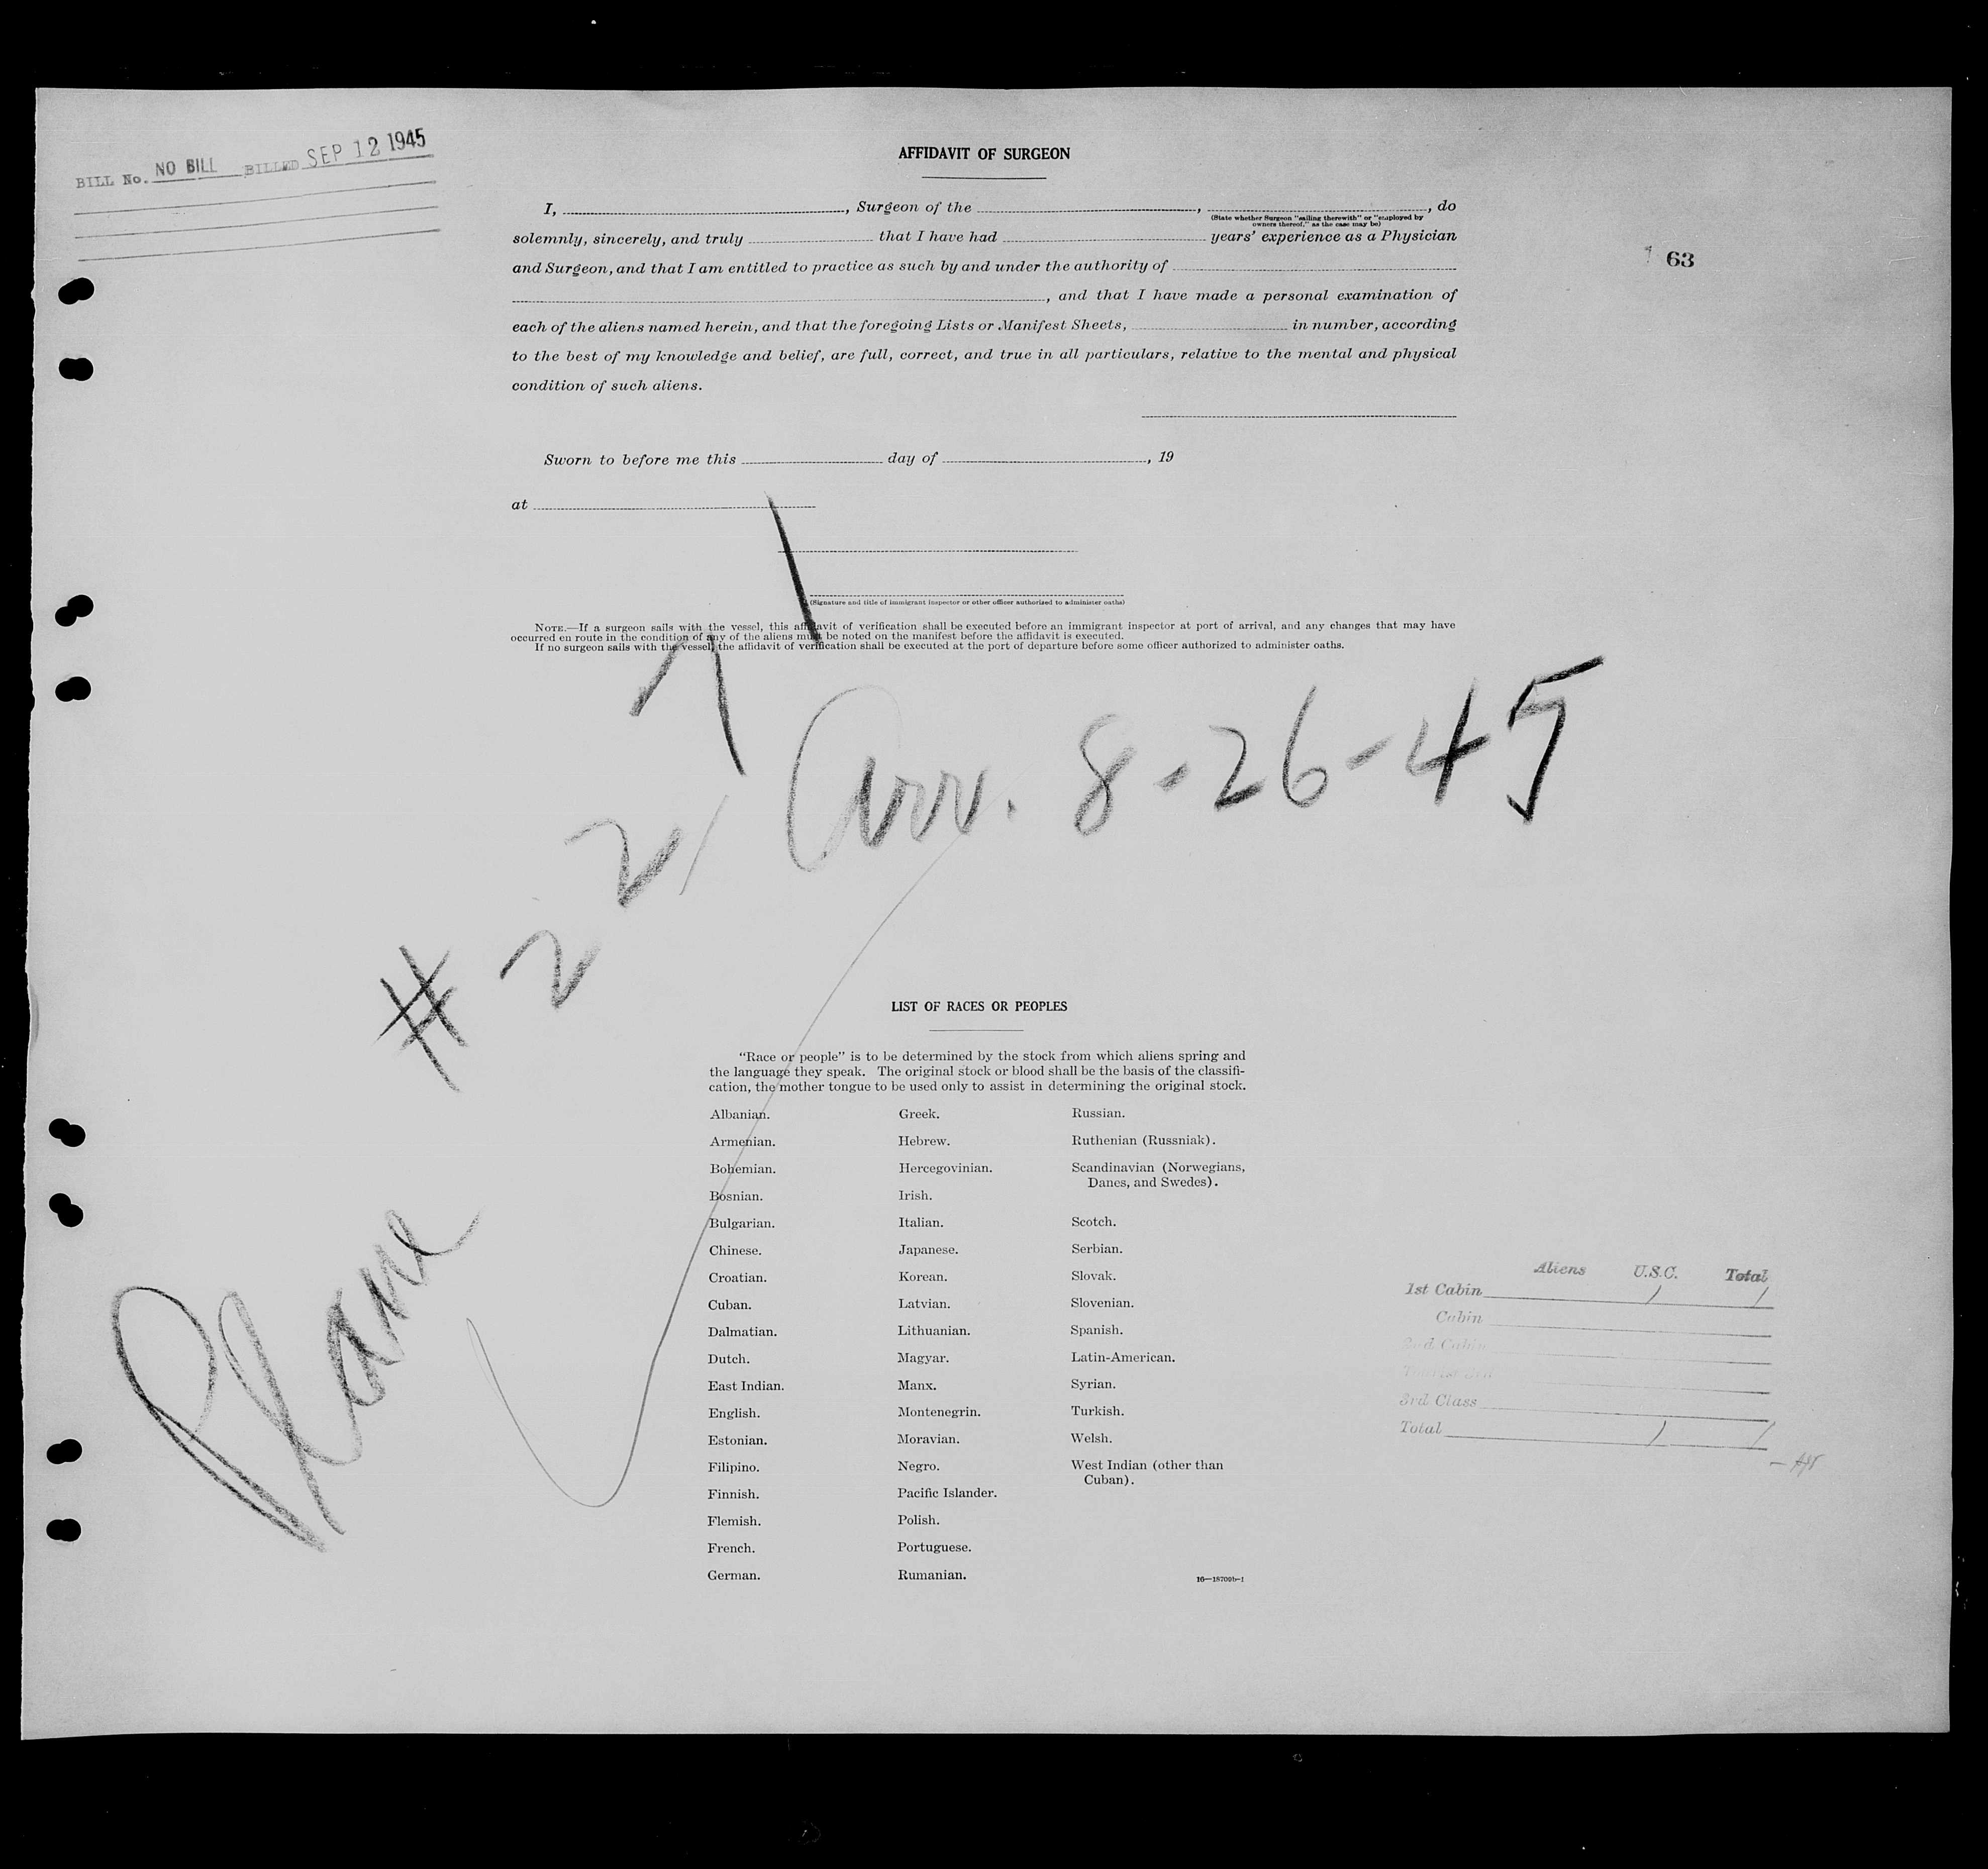 BILL No. NO BILL BILLED SEP 12 1945
AFFIDAVIT OF SURGEON
63
I, , Surgeon of the , , do
(State whether Surgeon "sailing therewith" or "employed by
owners thereof," as the case may be)
solemnly, sincerely, and truly that I have had years' experience as a Physician
and Surgeon, and that I am entitled to practice as such by and under the authority of
, and that I have made a personal examination of
each of the aliens named herein, and that the foregoing Lists or Manifest Sheets, in number, according
to the best of my knowledge and belief, are full, correct, and true in all particulars, relative to the mental and physical
condition of such aliens.
Sworn to before me this day of , 19
at
(Signature and title of immigrant inspector or other officer authorized to administer oaths)
NOTE.—If a surgeon sails with the vessel, this affidavit of verification shall be executed before an immigrant inspector at port of arrival, and any changes that may have
occurred en route in the condition of any of the aliens must be noted on the manifest before the affidavit is executed.
If no surgeon sails with the vessel, the affidavit of verification shall be executed at the port of departure before some officer authorized to administer oaths.
Plane # 22
Arr. 8-26-45
LIST OF RACES OR PEOPLES
"Race or people" is to be determined by the stock from which aliens spring and
the language they speak. The original stock or blood shall be the basis of the classifi-
cation, the mother tongue to be used only to assist in determining the original stock.
Albanian.
Armenian.
Bohemian.
Bosnian.
Bulgarian.
Chinese.
Croatian.
Cuban.
Dalmatian.
Dutch.
East Indian.
English.
Estonian.
Filipino.
Finnish.
Flemish.
French.
German.
Greek.
Hebrew.
Hercegovinian.
Irish.
Italian.
Japanese.
Korean.
Latvian.
Lithuanian.
Magyar.
Manx.
Montenegrin.
Moravian.
Negro.
Pacific Islander.
Polish.
Portuguese.
Rumanian.
Russian.
Ruthenian (Russniak).
Scandinavian (Norwegians,
Danes, and Swedes).
Scotch.
Serbian.
Slovak.
Slovenian.
Spanish.
Latin-American.
Syrian.
Turkish.
Welsh.
West Indian (other than
Cuban).
16—18709b-1
Aliens U.S.C. Total
1st Cabin 1 1
Cabin
2nd Cabin
3rd Class
Total 1 1